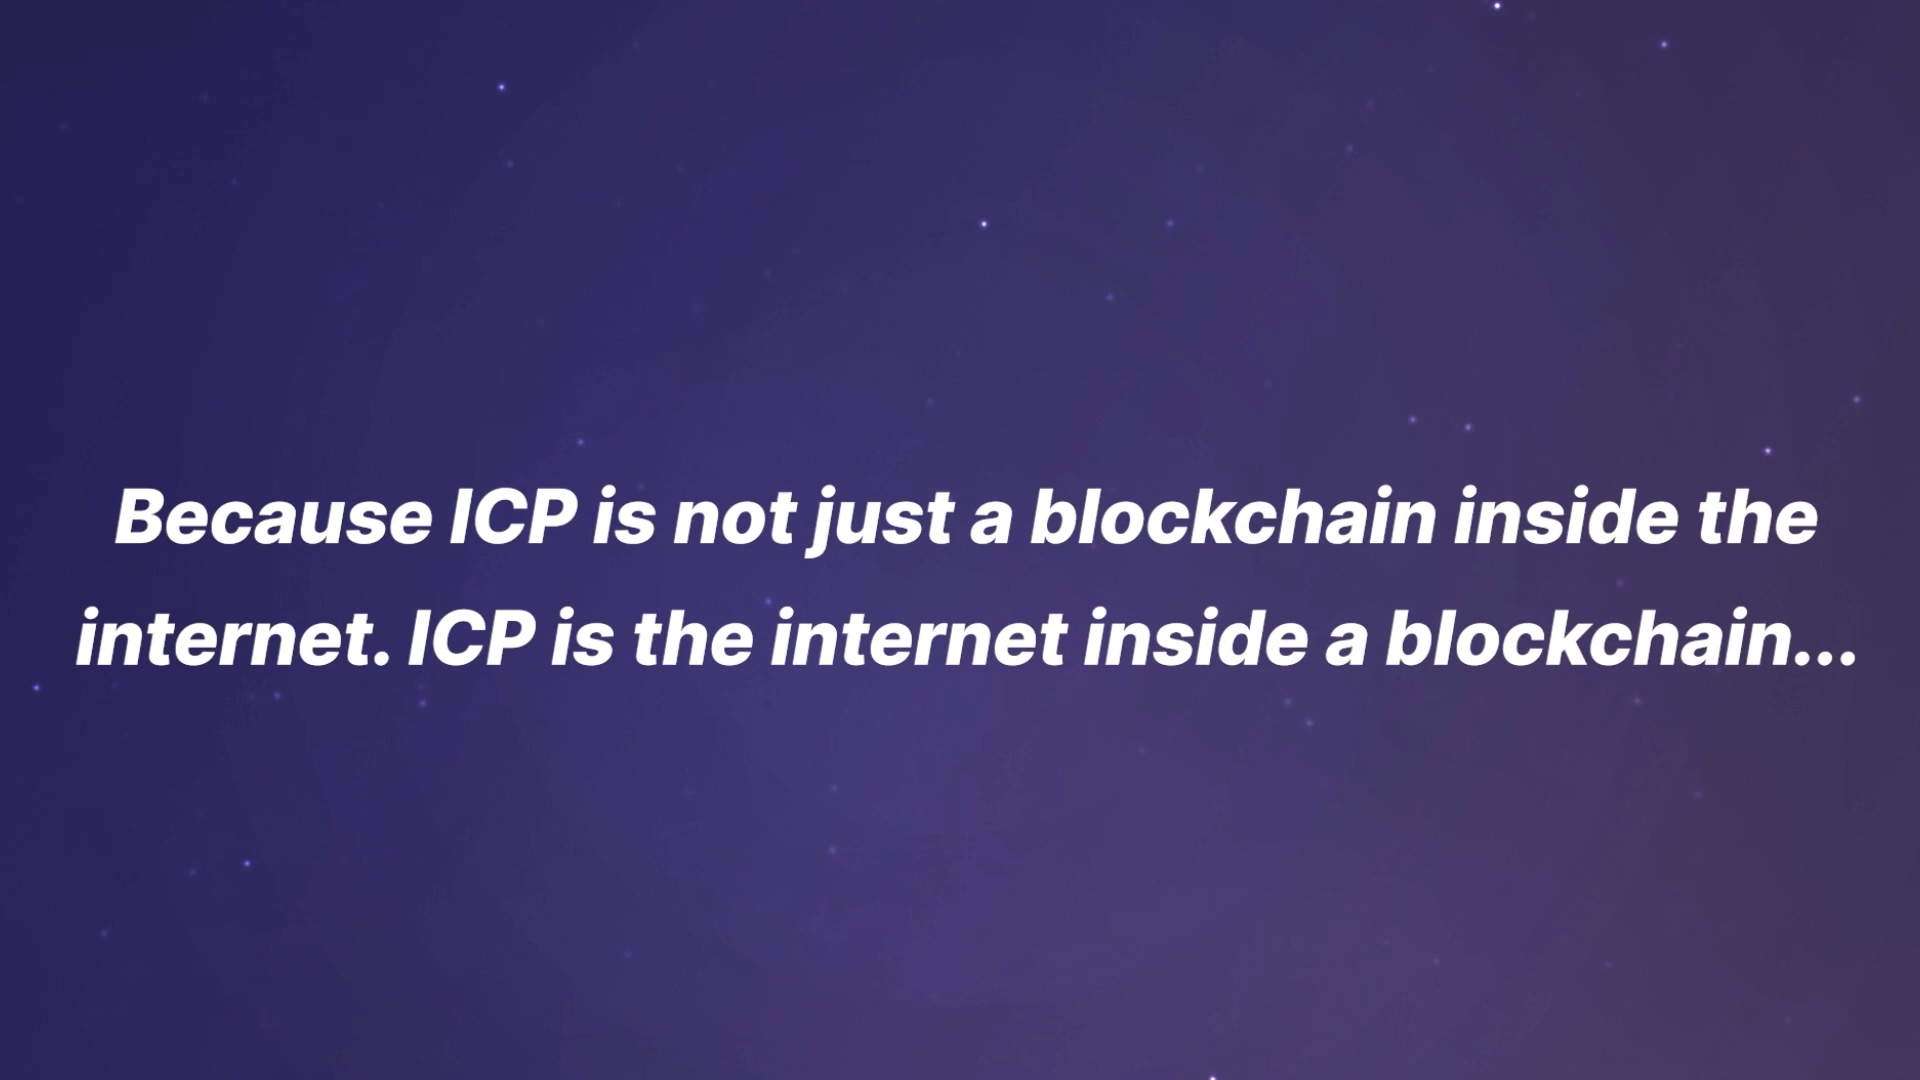 Because ICP is not just a blockchain inside the
internet. ICP is the internet inside a blockchain...